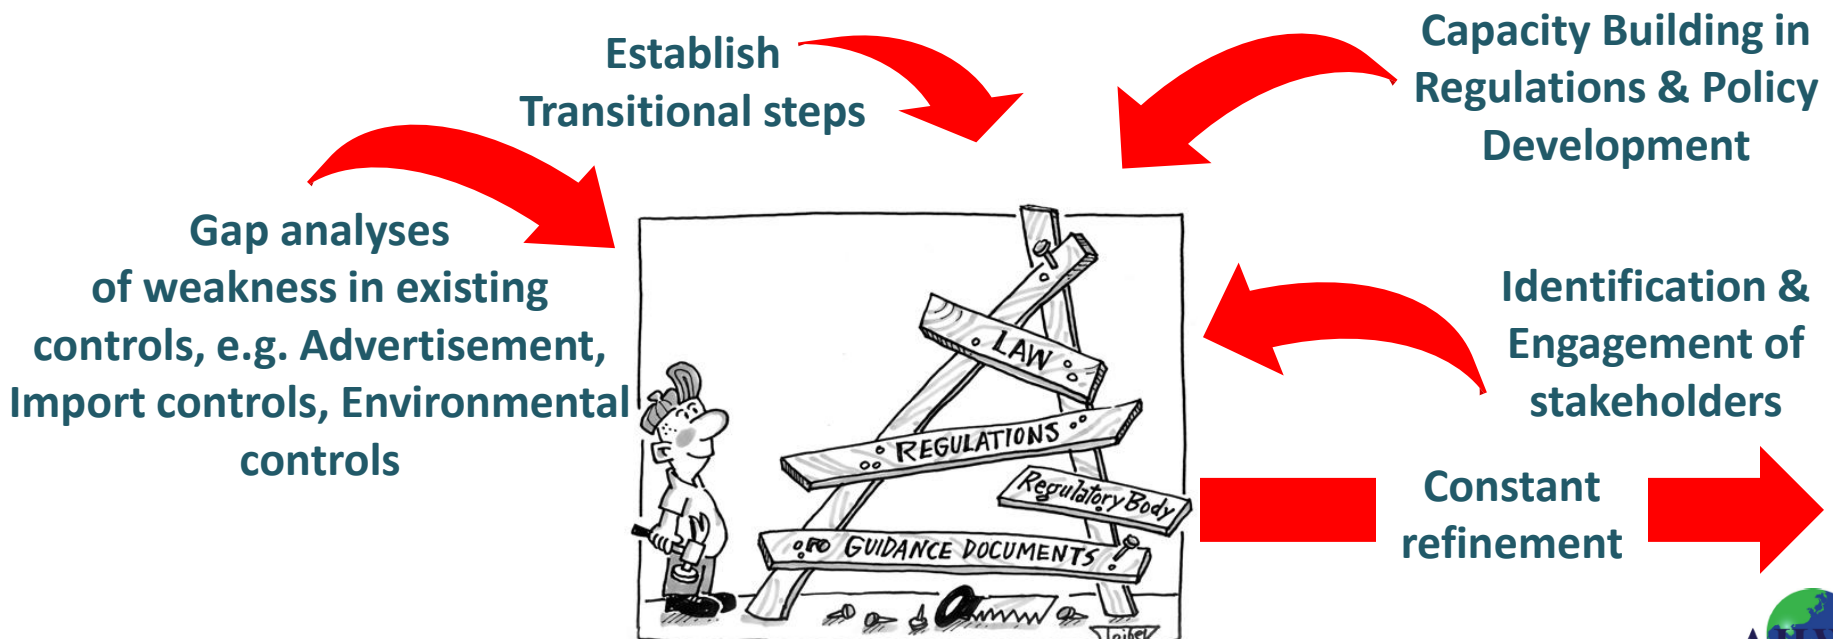 Establish
Transitional steps
Capacity Building in
Regulations & Policy
Development
Gap analyses
of weakness in existing
controls, e.g. Advertisement,
Import controls, Environmental
controls
LAW
REGULATIONS
Regulatory Body
GUIDANCE DOCUMENTS
Identification &
Engagement of
stakeholders
Constant
refinement